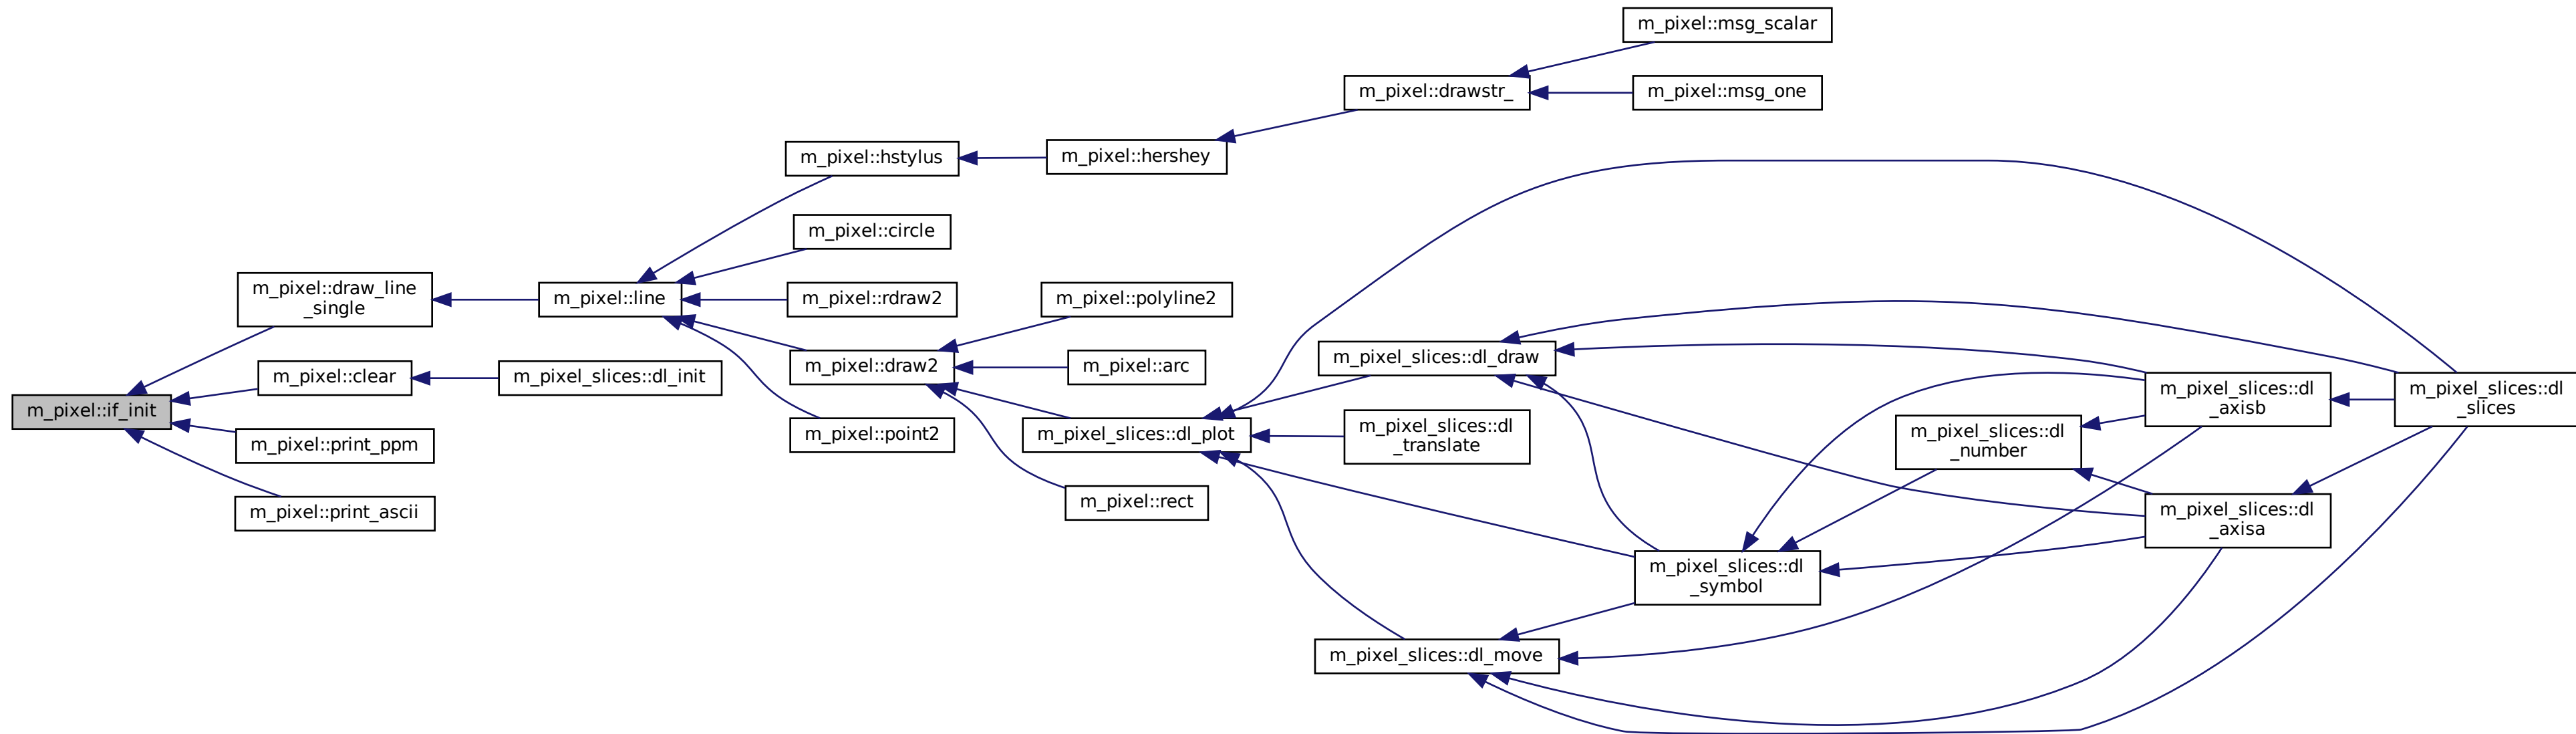 m_pixel::msg_scalar
m_pixel::drawstr_
m_pixel::msg_one
m_pixel::hstylus
m_pixel::hershey
m_pixel::circle
m_pixel::draw_line
_single
m_pixel::line
m_pixel::rdraw2
m_pixel::polyline2
m_pixel::draw2
m_pixel::arc
m_pixel_slices::dl_draw
m_pixel::clear
m_pixel_slices::dl_init
m_pixel::if_init
m_pixel_slices::dl
_axisb
m_pixel_slices::dl
_slices
m_pixel::print_ppm
m_pixel::point2
m_pixel_slices::dl_plot
m_pixel_slices::dl
_translate
m_pixel_slices::dl
_number
m_pixel::print_ascii
m_pixel::rect
m_pixel_slices::dl
_axisa
m_pixel_slices::dl
_symbol
m_pixel_slices::dl_move